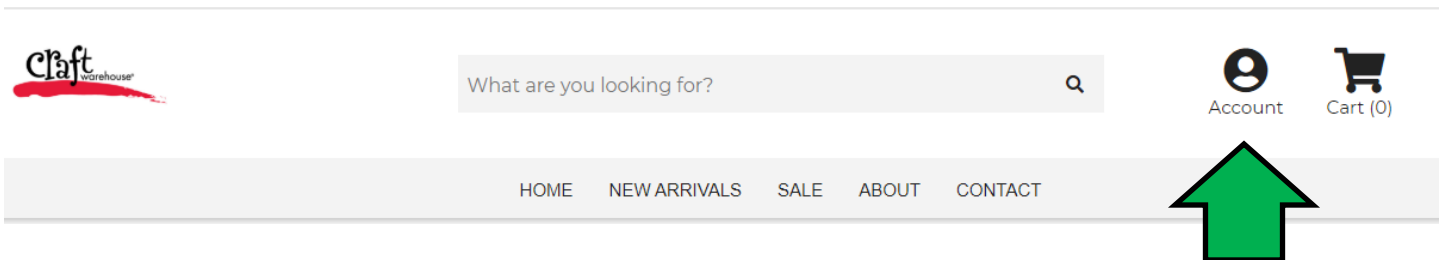 craft
warehouse
What are you looking for?
Account
Cart (0)
HOME NEW ARRIVALS SALE ABOUT CONTACT